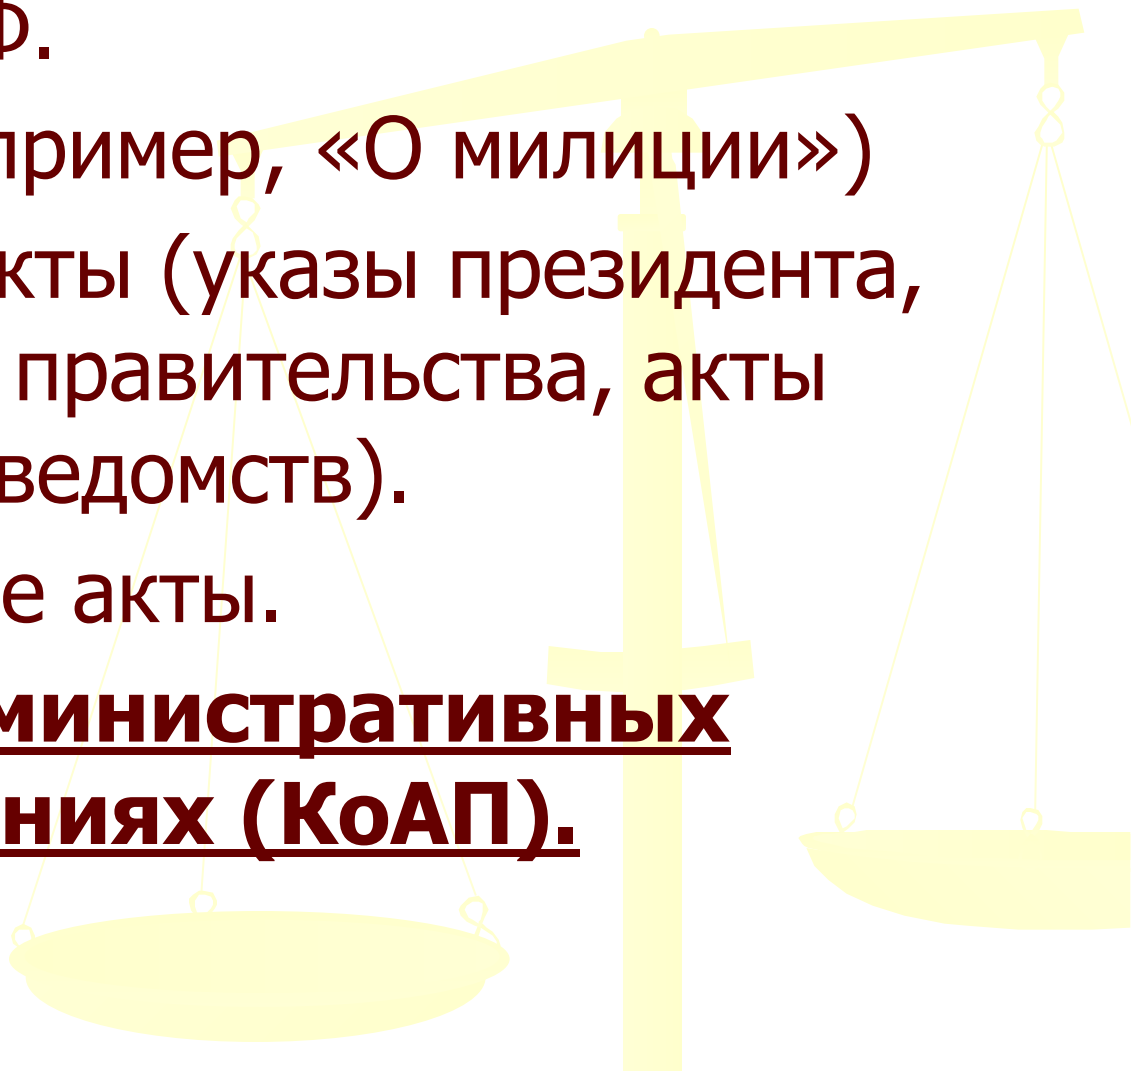 Ф.
пример, «О милиции»)
кты (указы президента,
правительства, акты
ведомств).
е акты.
министративных
ниях (КоАП).